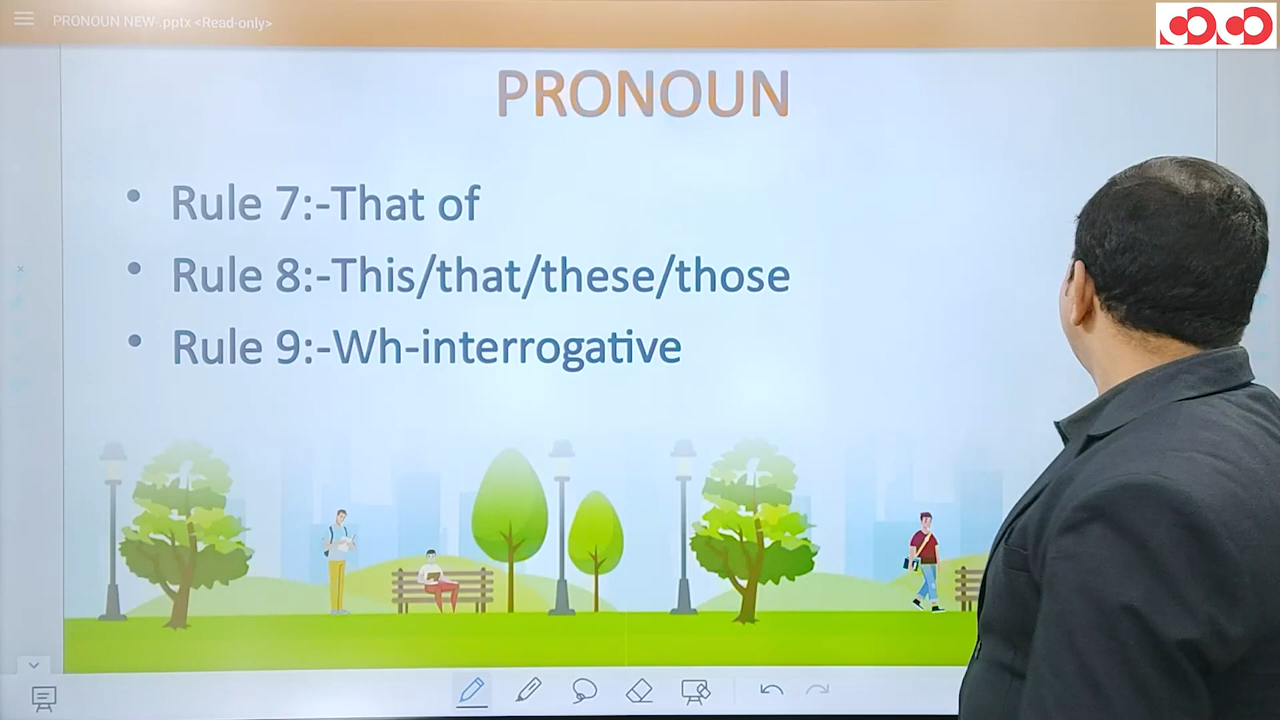 PRONOUN NEW .pptx <Read-only>
PRONOUN
• Rule 7:-That of
• Rule 8:-This/that/these/those
• Rule 9:-Wh-interrogative